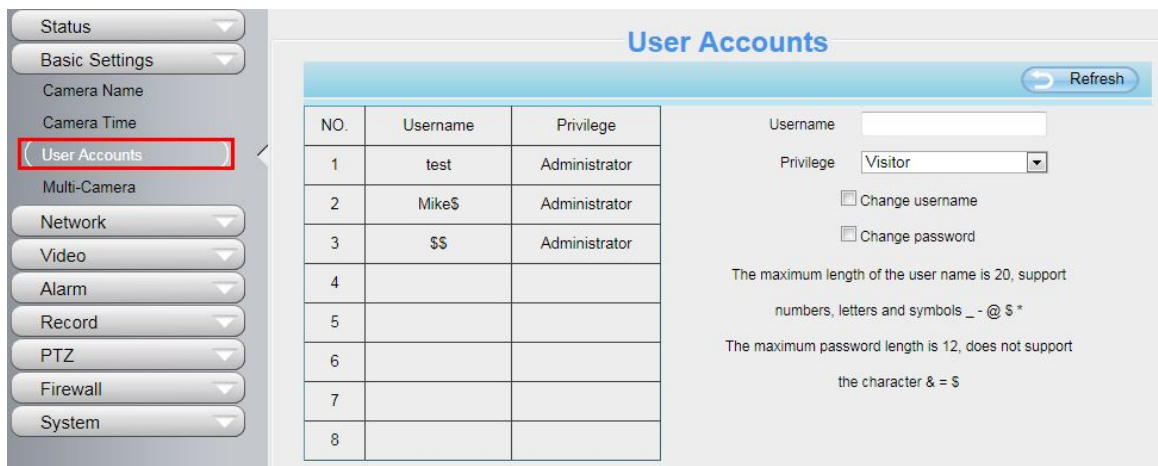 Status
Basic Settings
Camera Name
Camera Time
User Accounts
Multi-Camera
Network
Video
Alarm
Record
PTZ
Firewall
System
User Accounts
Refresh
NO. Username Privilege
1 test Administrator
2 Mike$ Administrator
3 $$ Administrator
4
5
6
7
8
Username
Privilege Visitor
Change username
Change password
The maximum length of the user name is 20, support
numbers, letters and symbols _ - @ $ *
The maximum password length is 12, does not support
the character & = $